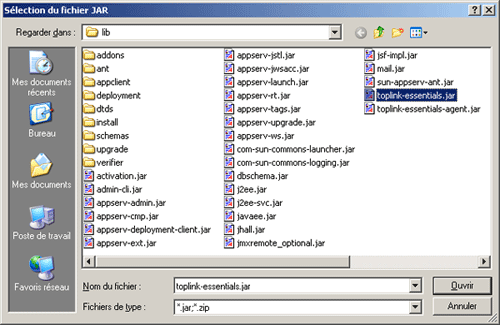 Sélection du fichier JAR
Regarder dans :
lib
Mes documents
récents
Bureau
Mes documents
Poste de travail
Favoris réseau
addons
ant
appclient
deployment
dtds
install
schemas
upgrade
verifier
activation.jar
admin-cli.jar
appserv-admin.jar
appserv-cmp.jar
appserv-deployment-client.jar
appserv-ext.jar
appserv-jstl.jar
appserv-jwsacc.jar
appserv-launch.jar
appserv-rt.jar
appserv-tags.jar
appserv-upgrade.jar
appserv-ws.jar
com-sun-commons-launcher.jar
com-sun-commons-logging.jar
dbschema.jar
j2ee.jar
j2ee-svc.jar
javaee.jar
jhall.jar
jmxremote_optional.jar
jsf-impl.jar
mail.jar
sun-appserv-ant.jar
toplink-essentials.jar
toplink-essentials-agent.jar
Nom du fichier :
toplink-essentials.jar
Ouvrir
Fichiers de type :
*.jar;*.zip
Annuler